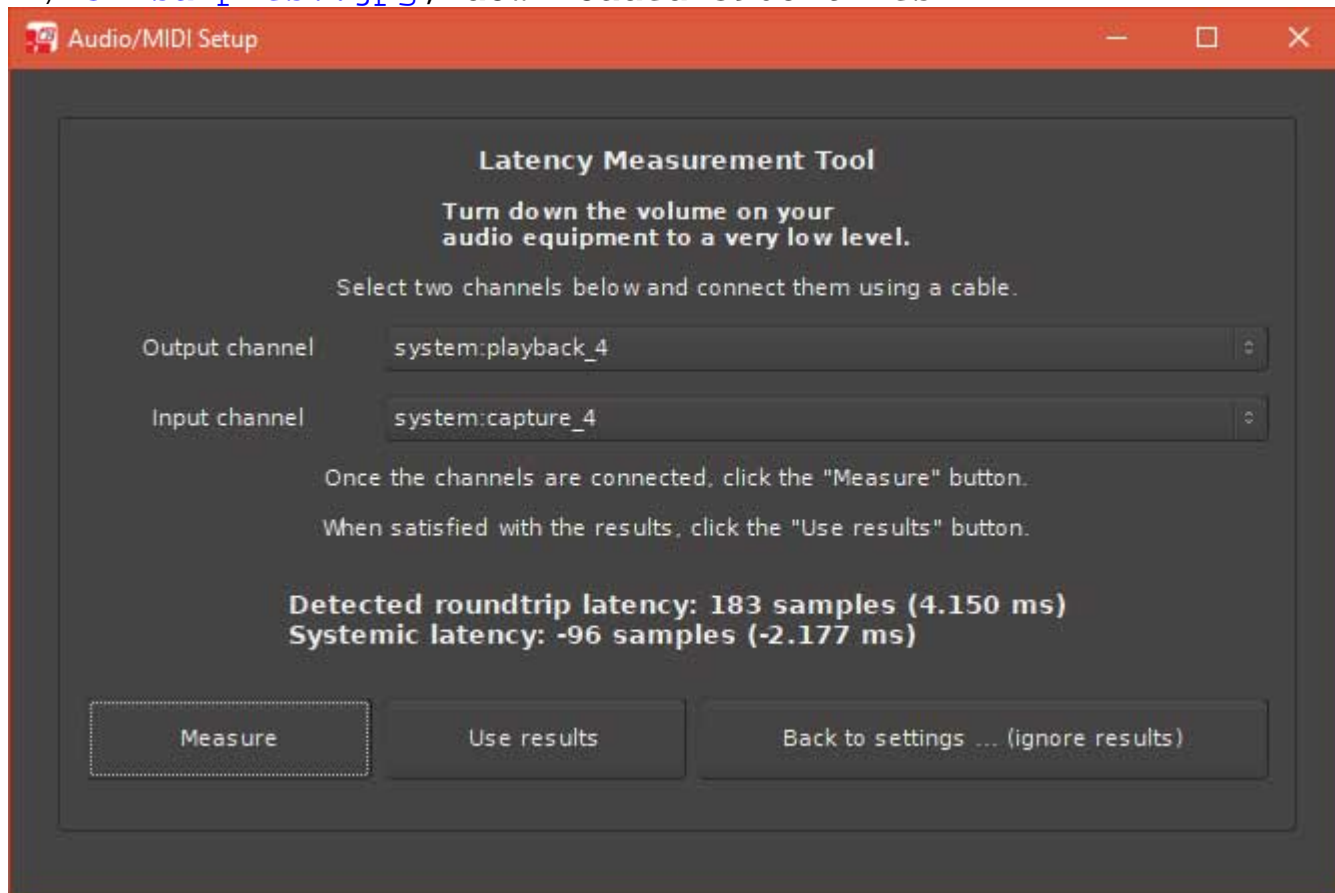 Audio/MIDI Setup
Latency Measurement Tool
Turn down the volume on your
audio equipment to a very low level.
Select two channels below and connect them using a cable.
Output channel system:playback_4
Input channel system:capture_4
Once the channels are connected, click the "Measure" button.
When satisfied with the results, click the "Use results" button.
Detected roundtrip latency: 183 samples (4.150 ms)
Systemic latency: -96 samples (-2.177 ms)
Measure Use results Back to settings ... (ignore results)